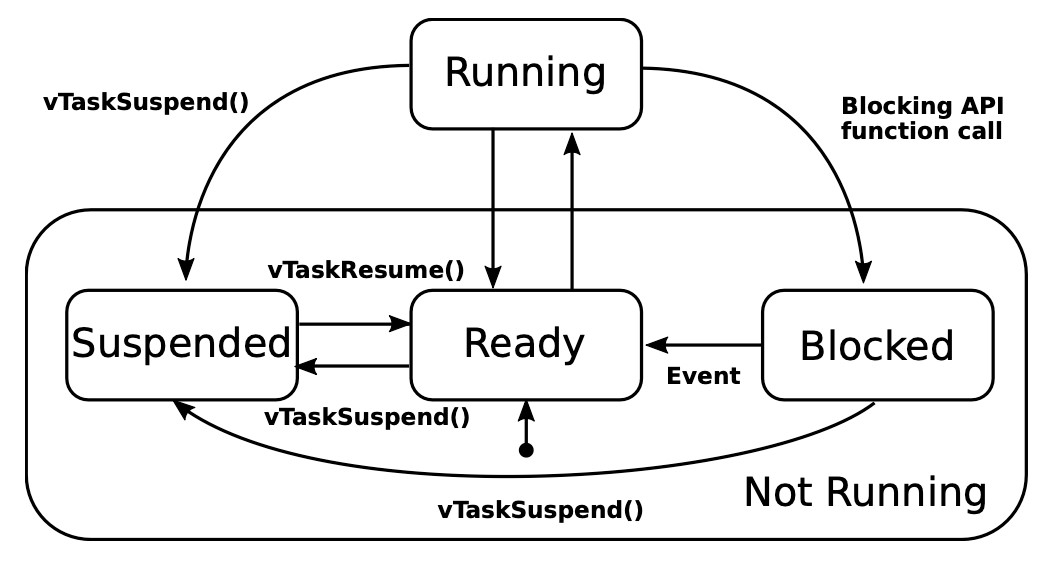 Running
vTaskSuspend()
Blocking API
function call
vTaskResume()
Suspended
Ready
Blocked
Event
vTaskSuspend()
Not Running
vTaskSuspend()